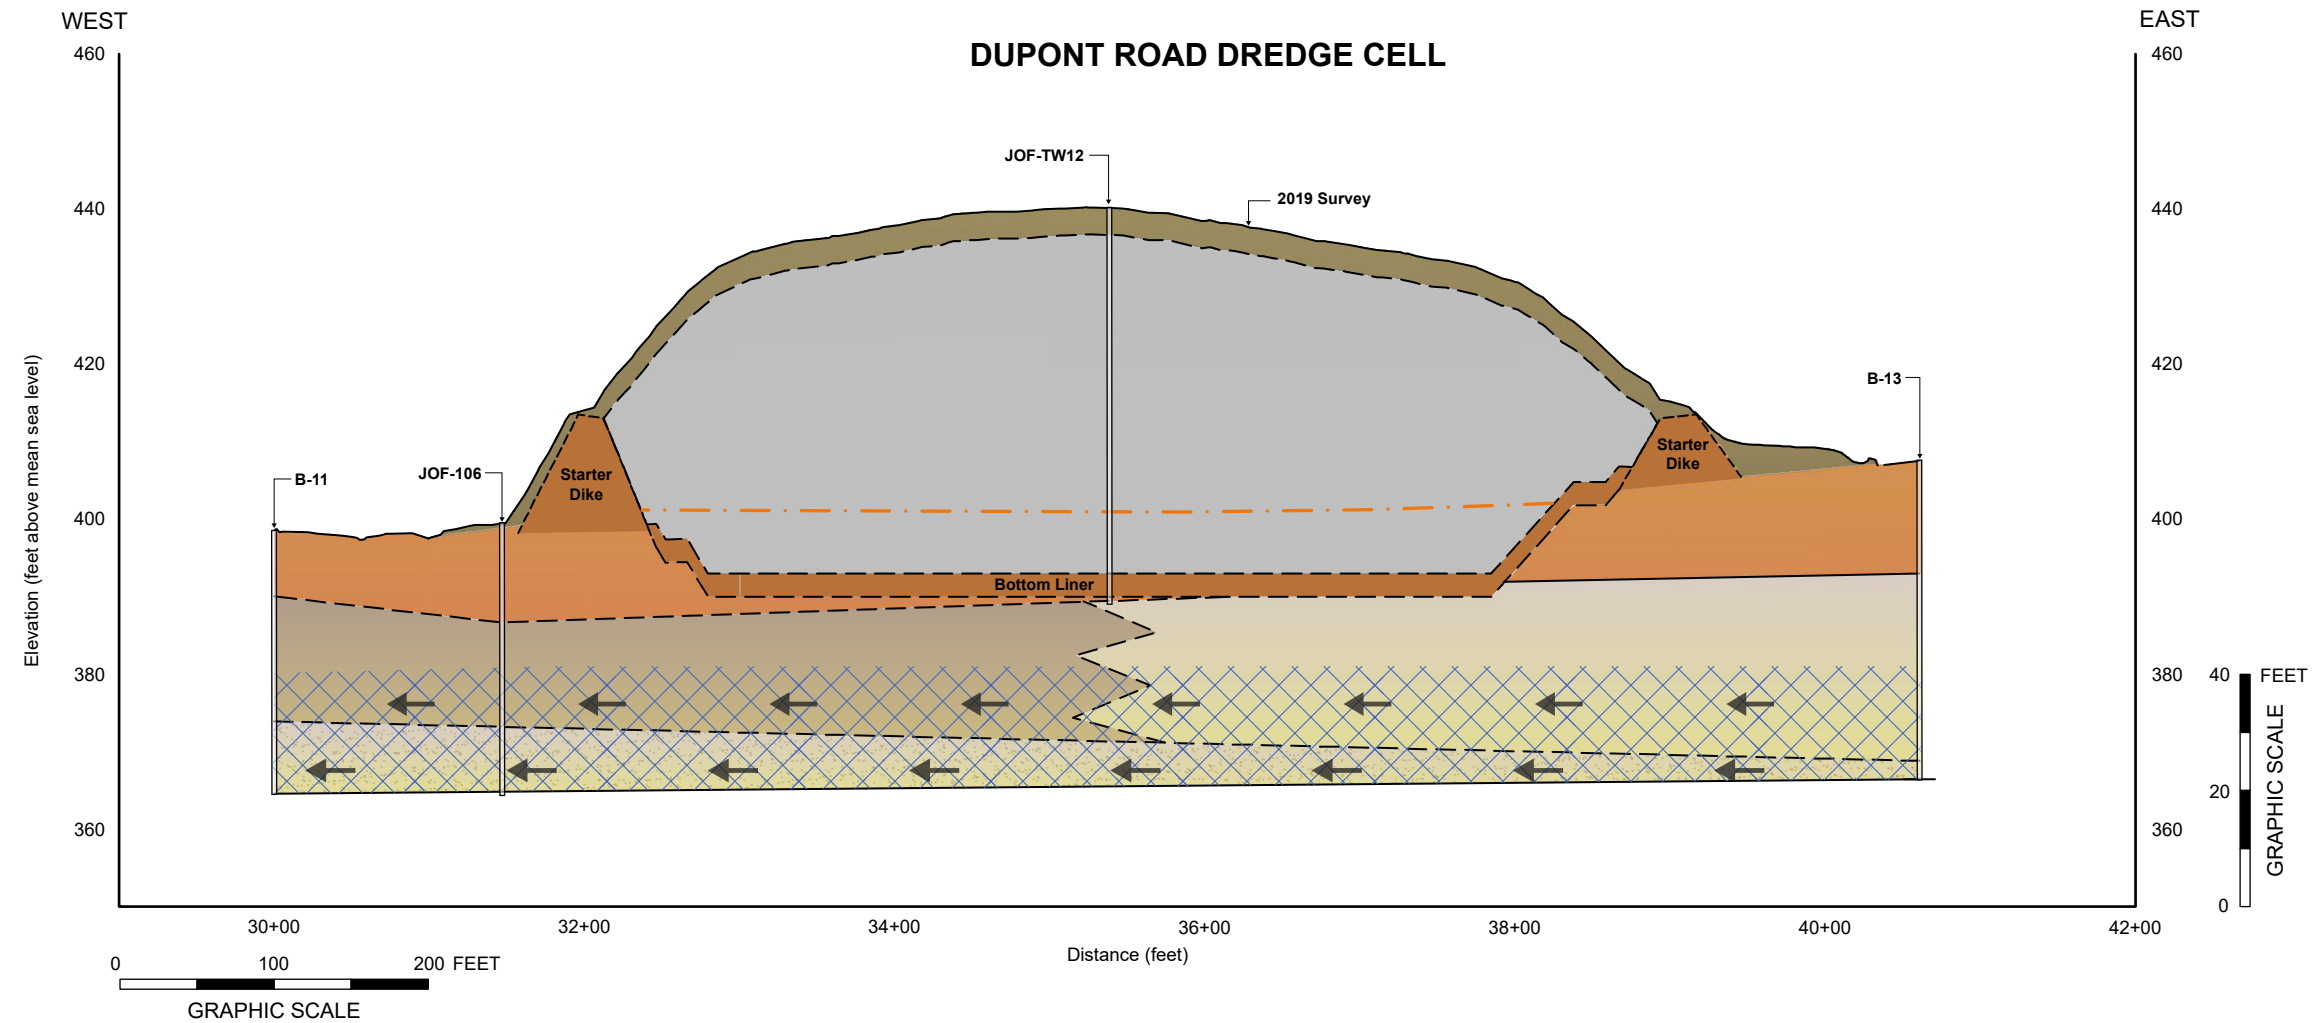 WEST
EAST
DUPONT ROAD DREDGE CELL
460
440
420
400
380
360
Elevation (feet above mean sea level)
460
440
420
400
380
360
JOF-TW12
2019 Survey
B-13
JOF-106
B-11
Starter
Dike
Starter
Dike
Bottom Liner
40 FEET
20
0
GRAPHIC SCALE
30+00
32+00
34+00
36+00
38+00
40+00
42+00
Distance (feet)
0 100 200 FEET
GRAPHIC SCALE